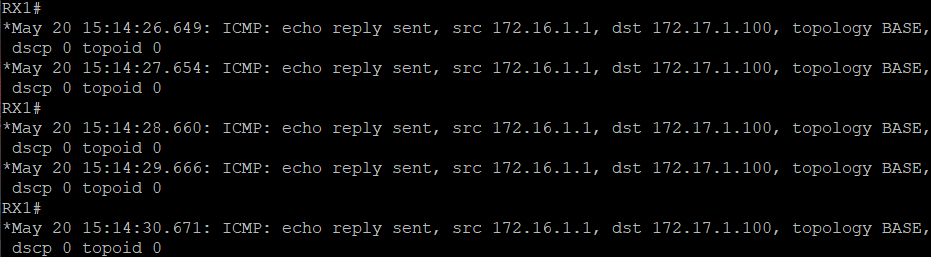 RX1#
*May 20 15:14:26.649: ICMP: echo reply sent, src 172.16.1.1, dst 172.17.1.100, topology BASE,
 dscp 0 topoid 0
*May 20 15:14:27.654: ICMP: echo reply sent, src 172.16.1.1, dst 172.17.1.100, topology BASE,
 dscp 0 topoid 0
RX1#
*May 20 15:14:28.660: ICMP: echo reply sent, src 172.16.1.1, dst 172.17.1.100, topology BASE,
 dscp 0 topoid 0
*May 20 15:14:29.666: ICMP: echo reply sent, src 172.16.1.1, dst 172.17.1.100, topology BASE,
 dscp 0 topoid 0
RX1#
*May 20 15:14:30.671: ICMP: echo reply sent, src 172.16.1.1, dst 172.17.1.100, topology BASE,
 dscp 0 topoid 0